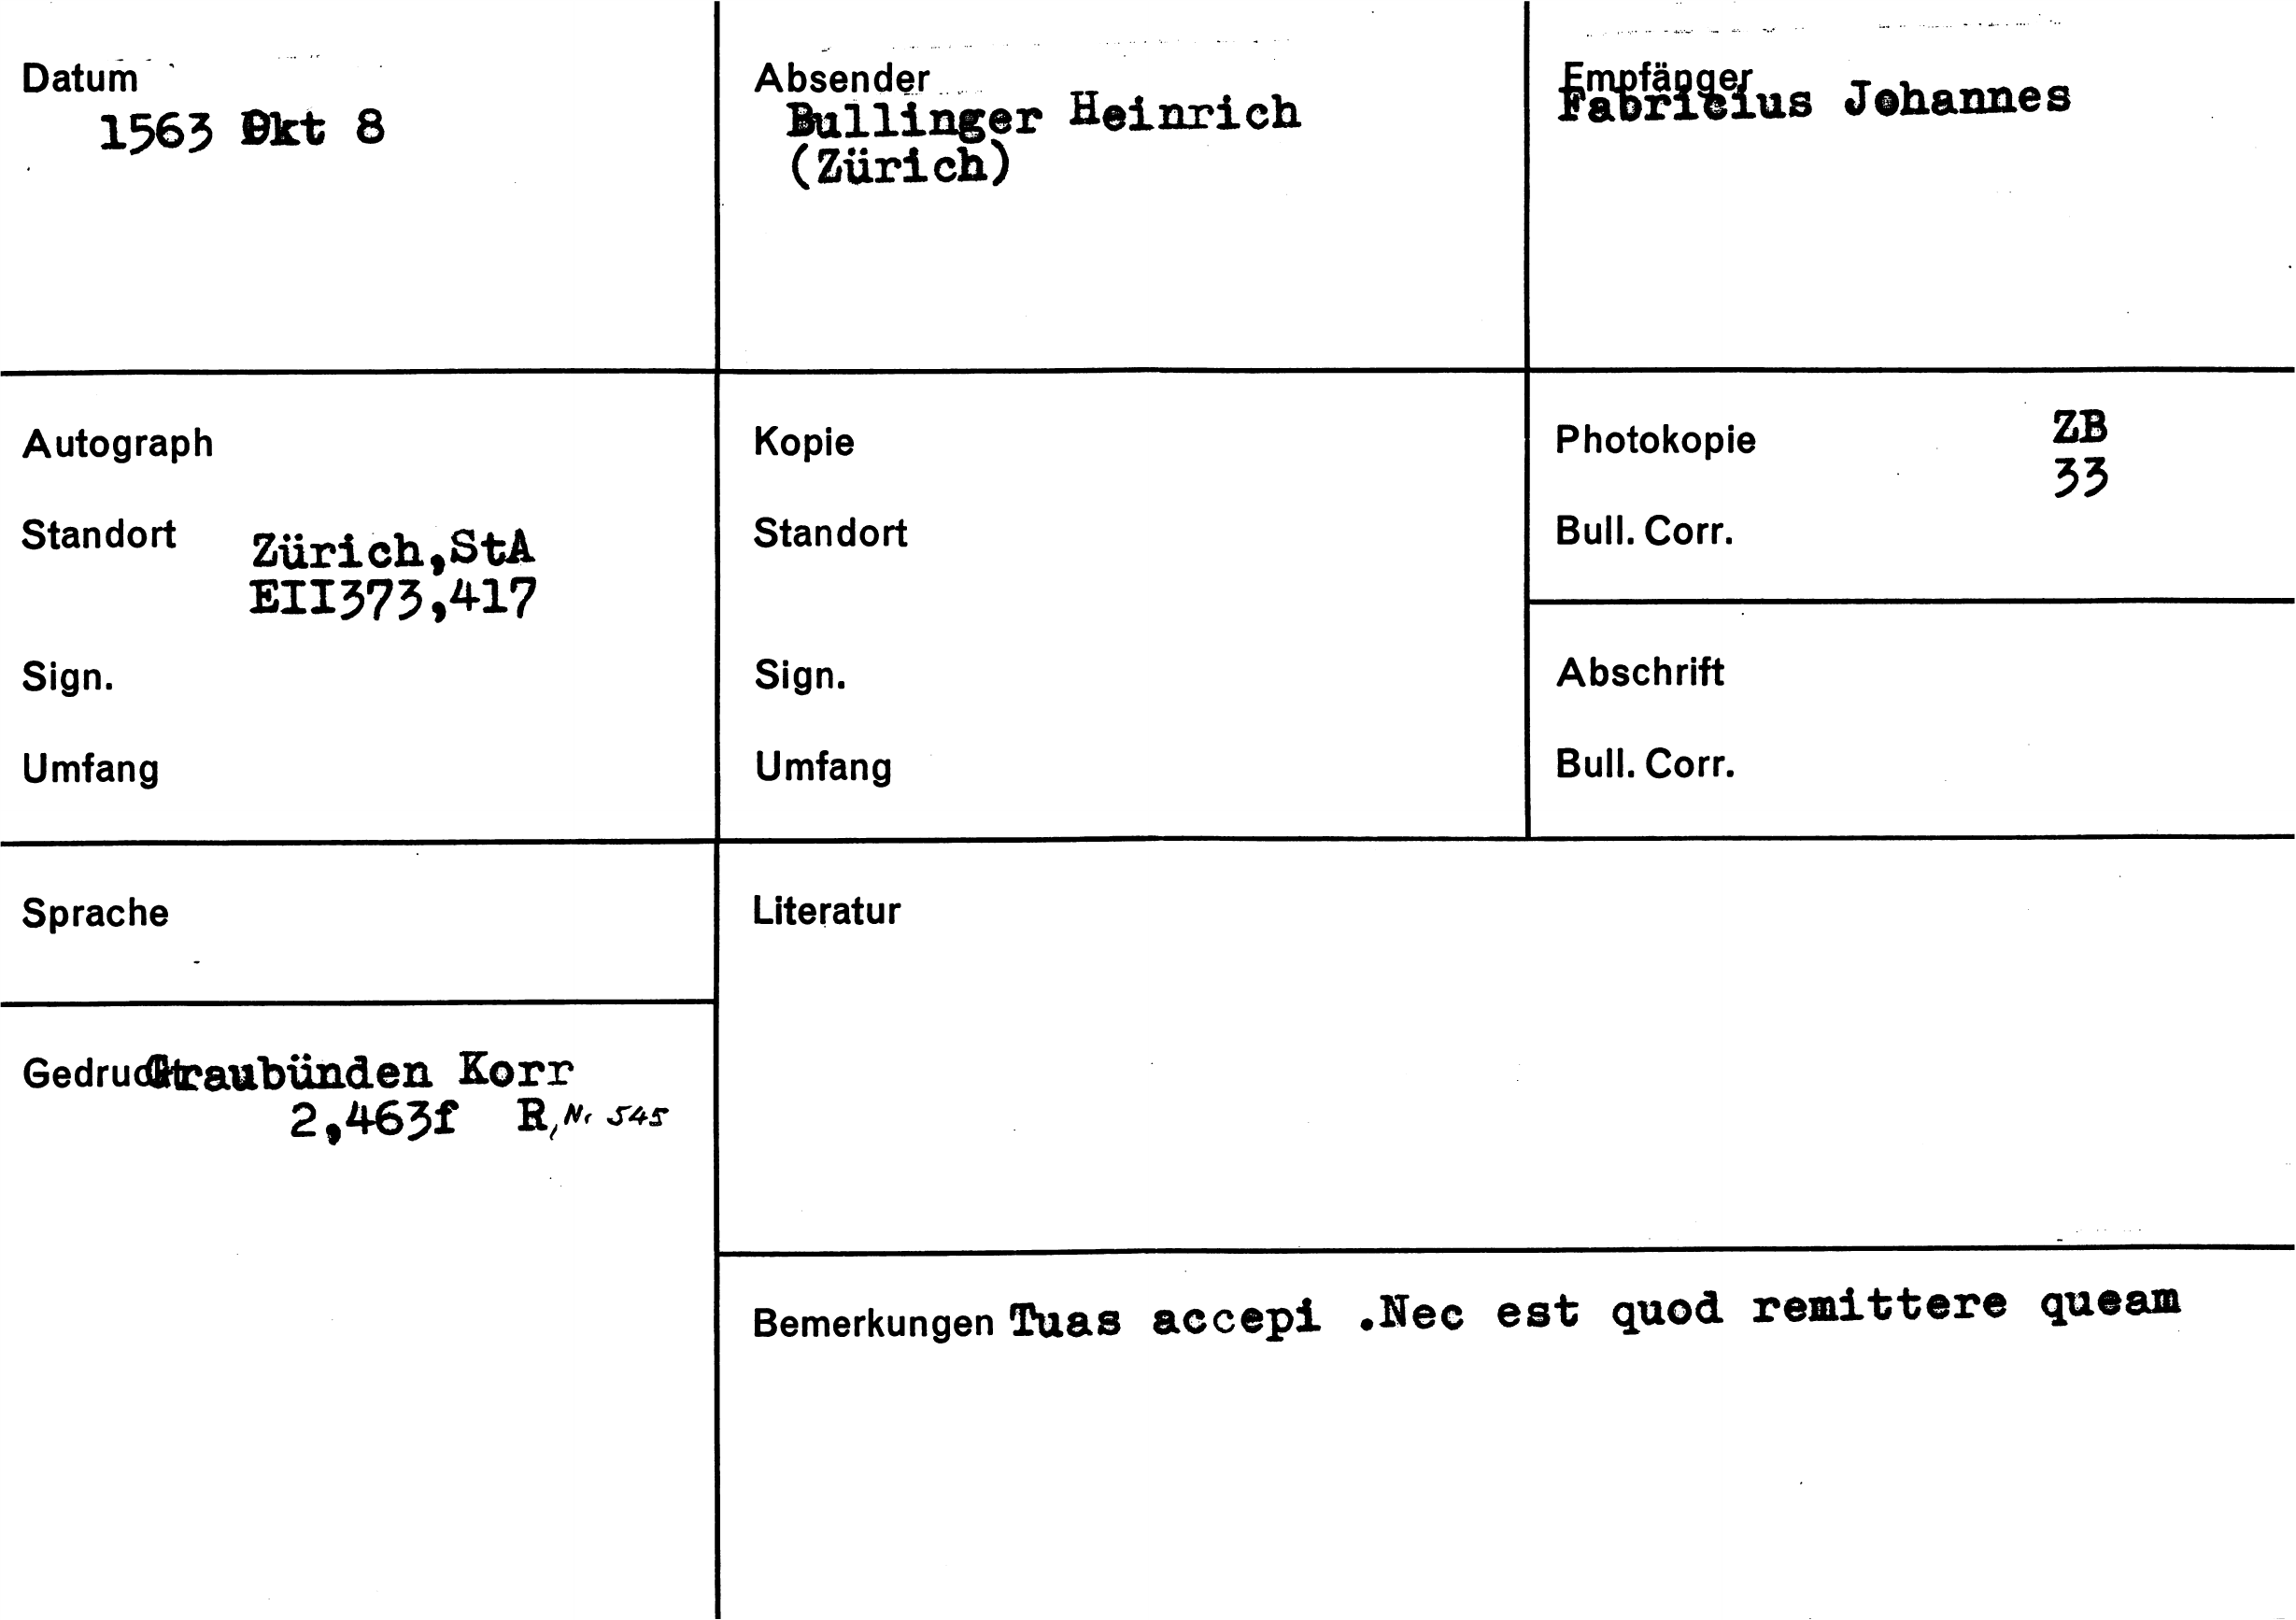 Datum
1563 Okt 8
Absender
Bullinger Heinrich
(Zürich)
Empfänger
Fabricius Johannes
Autograph
Standort Zürich,StA
EII373,417
Sign.
Umfang
Kopie
Standort
Sign.
Umfang
Photokopie ZB
33
Bull. Corr.
Abschrift
Bull. Corr.
Sprache
Gedruckt Graubünden Korr
2,463f R, Nr 545
Literatur
Bemerkungen Tuas accepi .Nec est quod remittere queam